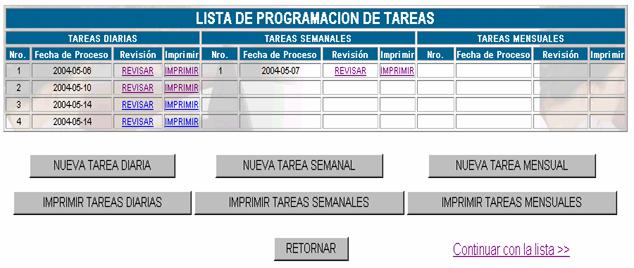 LISTA DE PROGRAMACION DE TAREAS
TAREAS DIARIAS TAREAS SEMANALES TAREAS MENSUALES
Nro. Fecha de Proceso Revisión Imprimir Nro. Fecha de Proceso Revisión Imprimir Nro. Fecha de Proceso Revisión Imprimir
1 2004-05-06 REVISAR IMPRIMIR 1 2004-05-07 REVISAR IMPRIMIR
2 2004-05-10 REVISAR IMPRIMIR
3 2004-05-14 REVISAR IMPRIMIR
4 2004-05-14 REVISAR IMPRIMIR
NUEVA TAREA DIARIA NUEVA TAREA SEMANAL NUEVA TAREA MENSUAL
IMPRIMIR TAREAS DIARIAS IMPRIMIR TAREAS SEMANALES IMPRIMIR TAREAS MENSUALES
RETORNAR Continuar con la lista >>